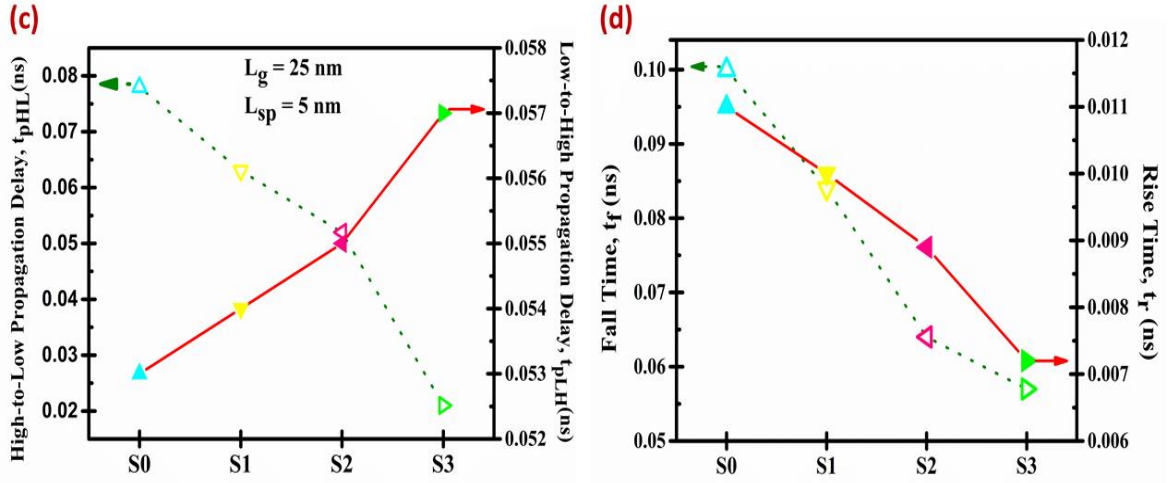 (c)
High-to-Low Propagation Delay, tpHL(ns)
0.08
0.07
0.06
0.05
0.04
0.03
0.02
Lg = 25 nm
Lsp = 5 nm
0.058
0.057
0.056
0.055
0.054
0.053
0.052
Low-to-High Propagation Delay, tpLH(ns)
S0 S1 S2 S3
(d)
Fall Time, tf (ns)
0.10
0.09
0.08
0.07
0.06
0.05
0.012
0.011
0.010
0.009
0.008
0.007
0.006
Rise Time, tr (ns)
S0 S1 S2 S3